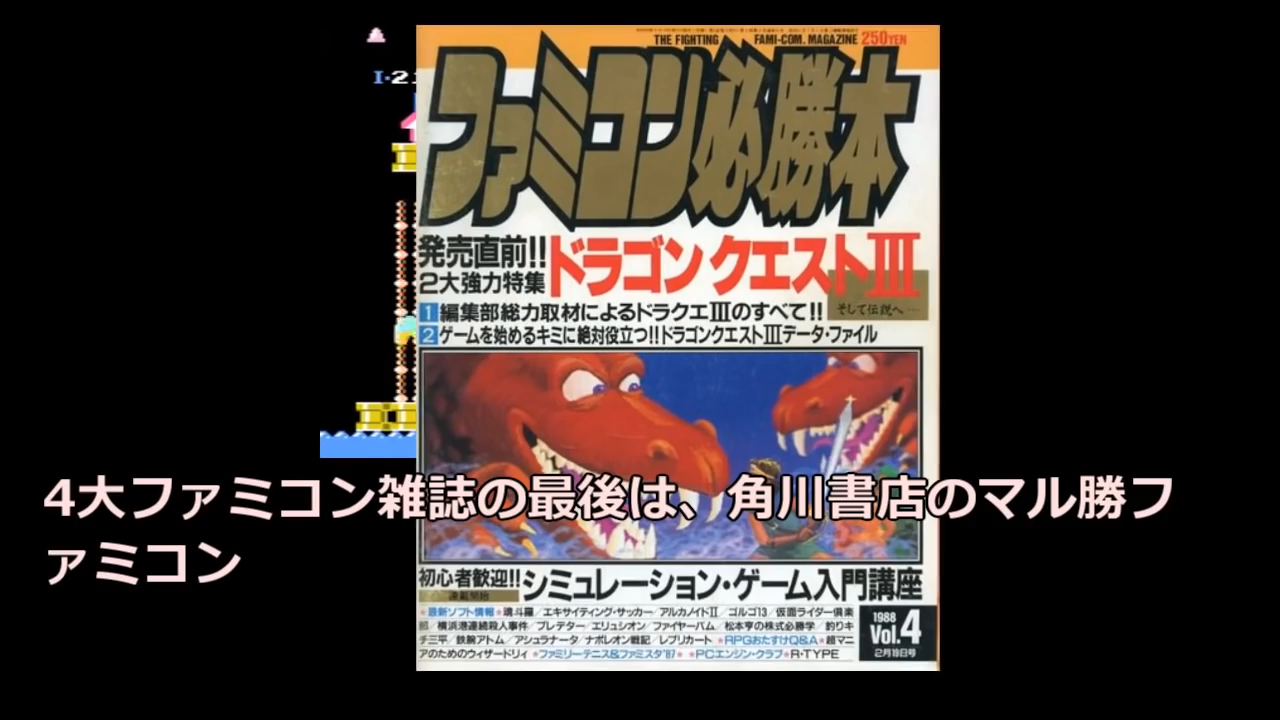 I-21
THE FIGHTING FAMI-COM. MAGAZINE 250YEN
ファミコン必勝本
発売直前!! ドラゴンクエストIII
2大強力特集
そして伝説へ…
1 編集部総力取材によるドラクエIIIのすべて!!
2 ゲームを始めるキミに絶対役立つ!!ドラゴンクエストIIIデータ・ファイル
4大ファミコン雑誌の最後は、角川書店のマル勝フ
ァミコン
初心者歓迎!! シミュレーション・ゲーム入門講座
連載開始
★最新ソフト情報★魂斗羅/エキサイティング・サッカー/アルカノイドII/ゴルゴ13/仮面ライダー倶楽
部/横浜港連続殺人事件/プレデター/エリュシオン/ファイヤーバム/松本亨の株式必勝学/釣りキ
チ三平/鉄腕アトム/アシュラナータ/ナポレオン戦記/レプリカート★RPGおたすけQ&A★超マニ
アのためのウィザードリィ★ファミリーテニス&ファミスタ'87★ ★PCエンジン・クラブ★R・TYPE
1988
Vol.4
2月19日号